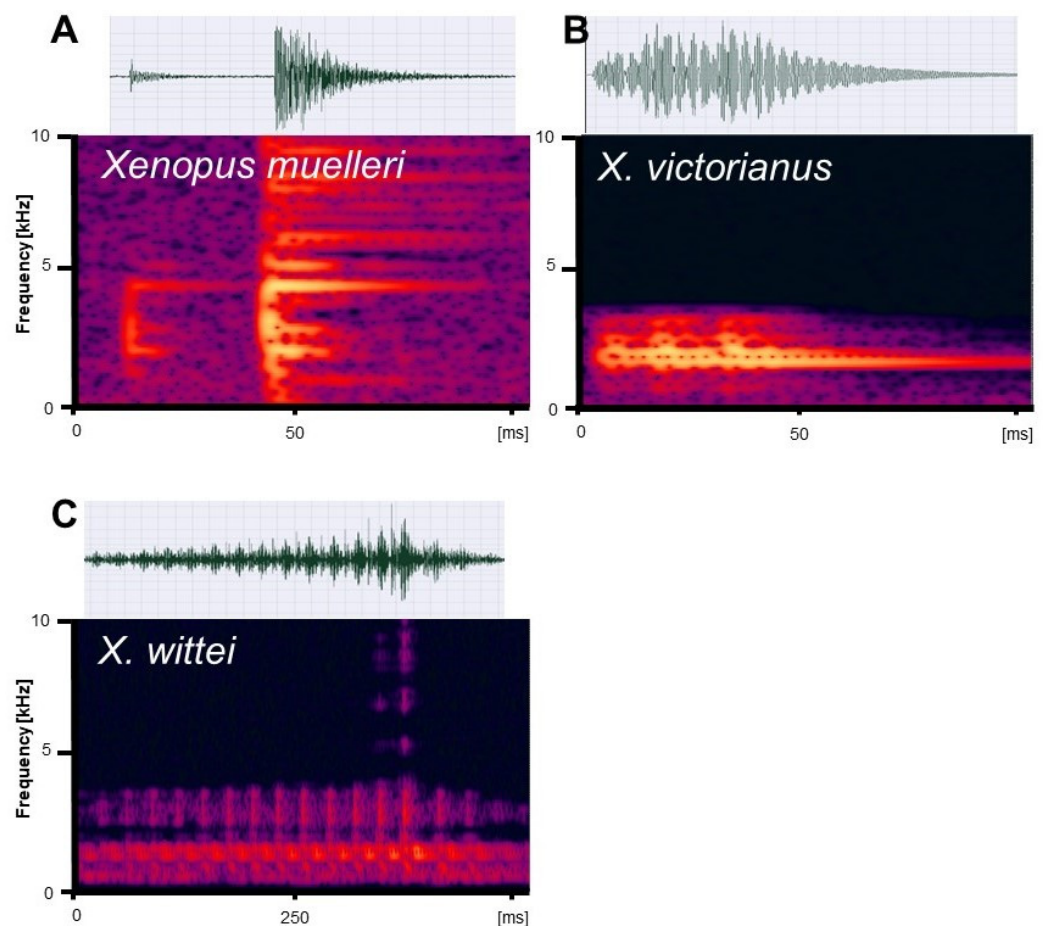 A
B
Xenopus muelleri
X. victorianus
Frequency [kHz]
10
5
0
0
50
[ms]
10
5
0
0
50
[ms]
C
X. wittei
Frequency [kHz]
10
5
0
0
250
[ms]